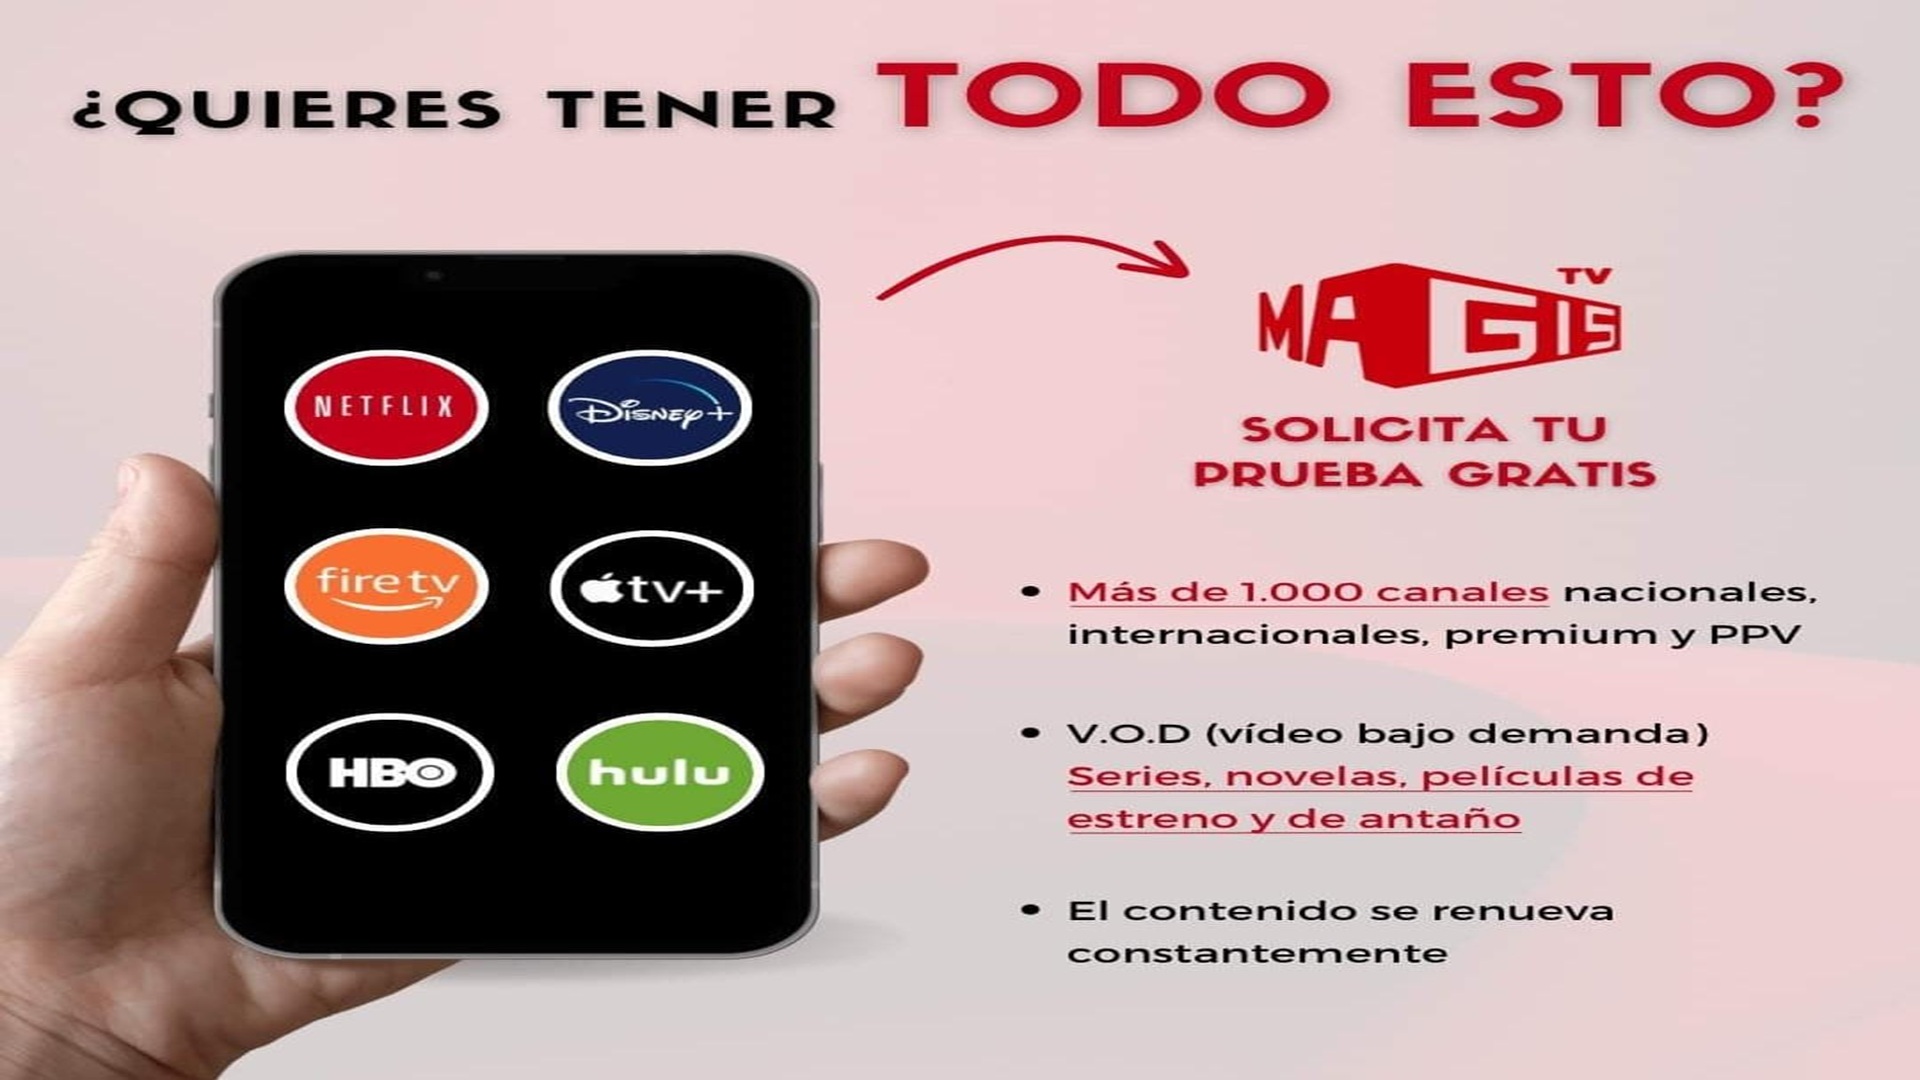 ¿QUIERES TENER TODO ESTO?
NETFLIX
Disney+
fire tv
tv+
HBO
hulu
MAGIS TV
SOLICITA TU
PRUEBA GRATIS
• Más de 1.000 canales nacionales,
internacionales, premium y PPV
• V.O.D (vídeo bajo demanda)
Series, novelas, películas de
estreno y de antaño
• El contenido se renueva
constantemente